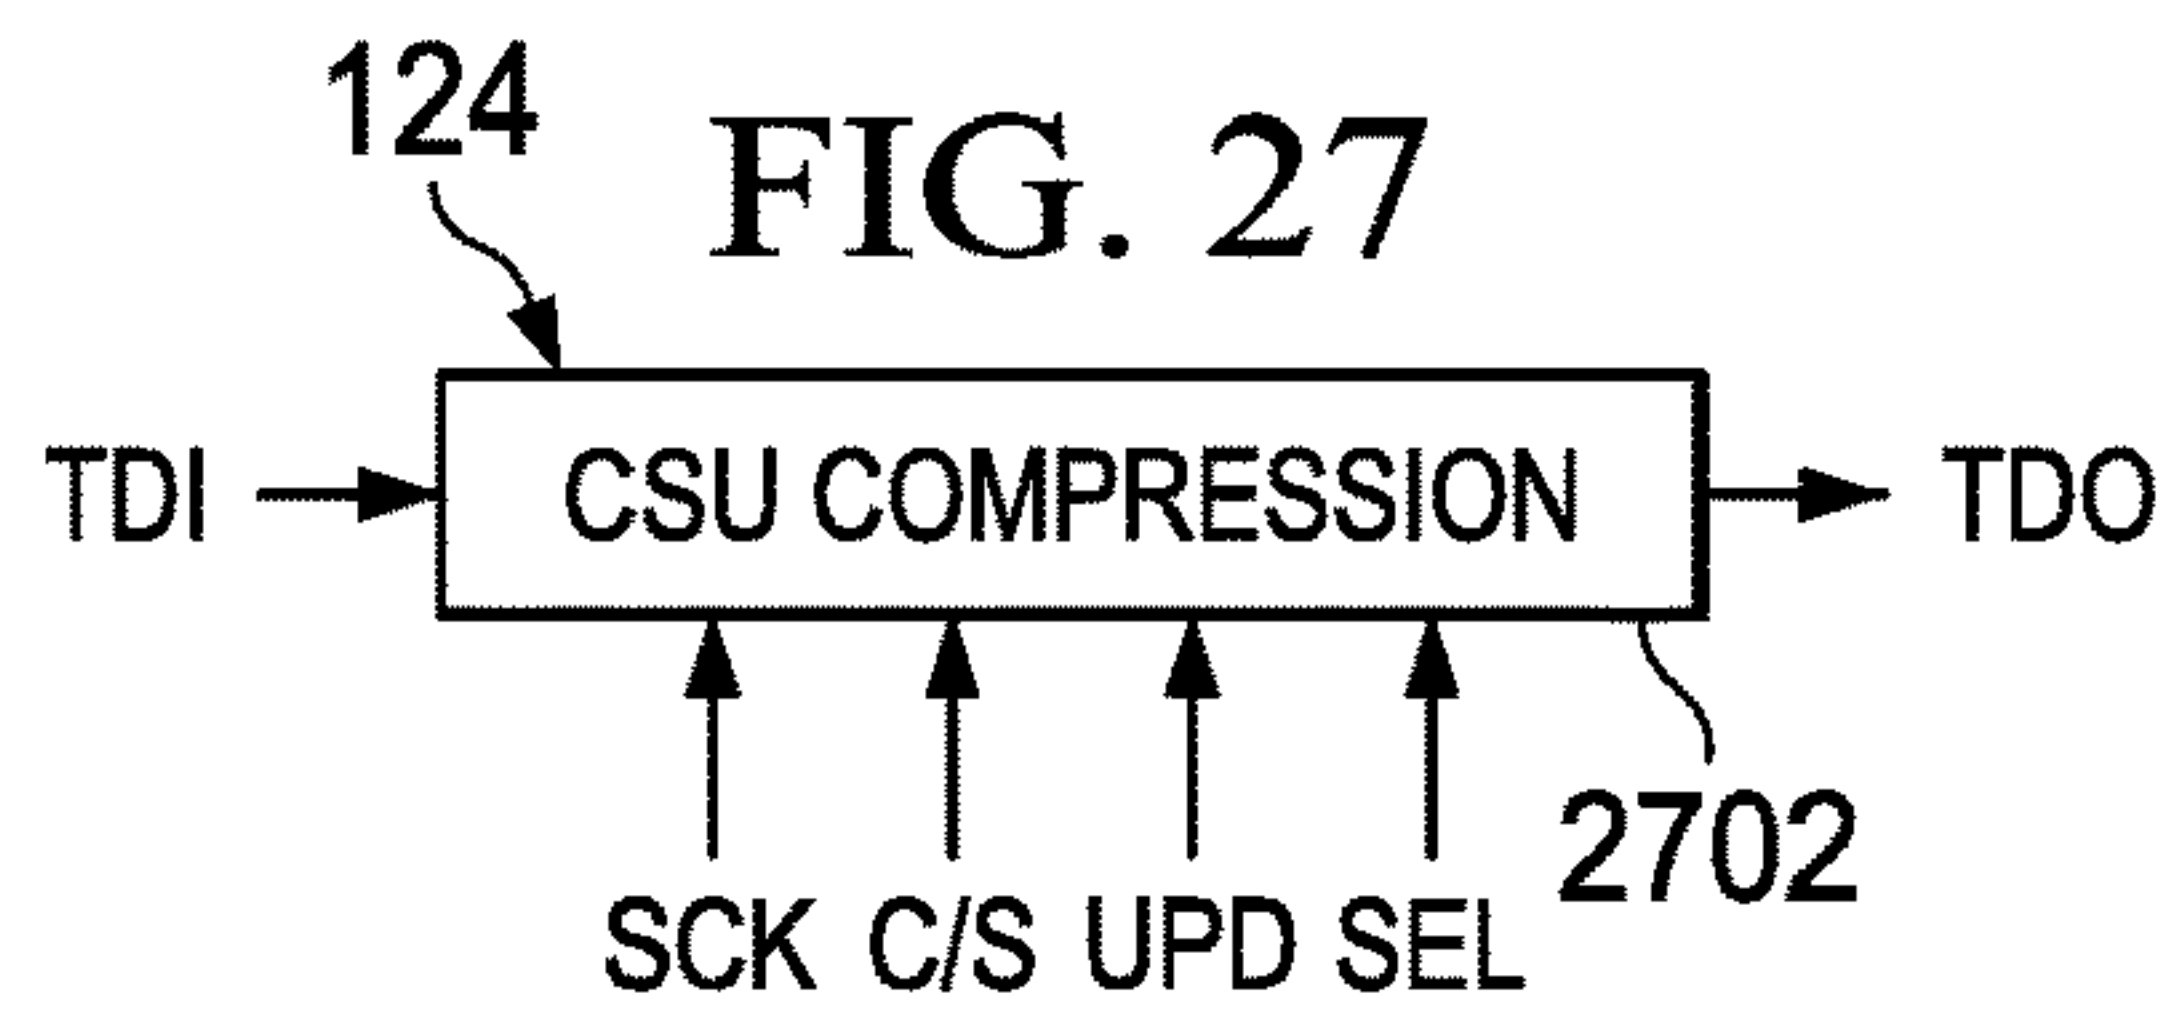 124
FIG. 27
TDI
CSU COMPRESSION
TDO
SCK C/S UPD SEL
2702